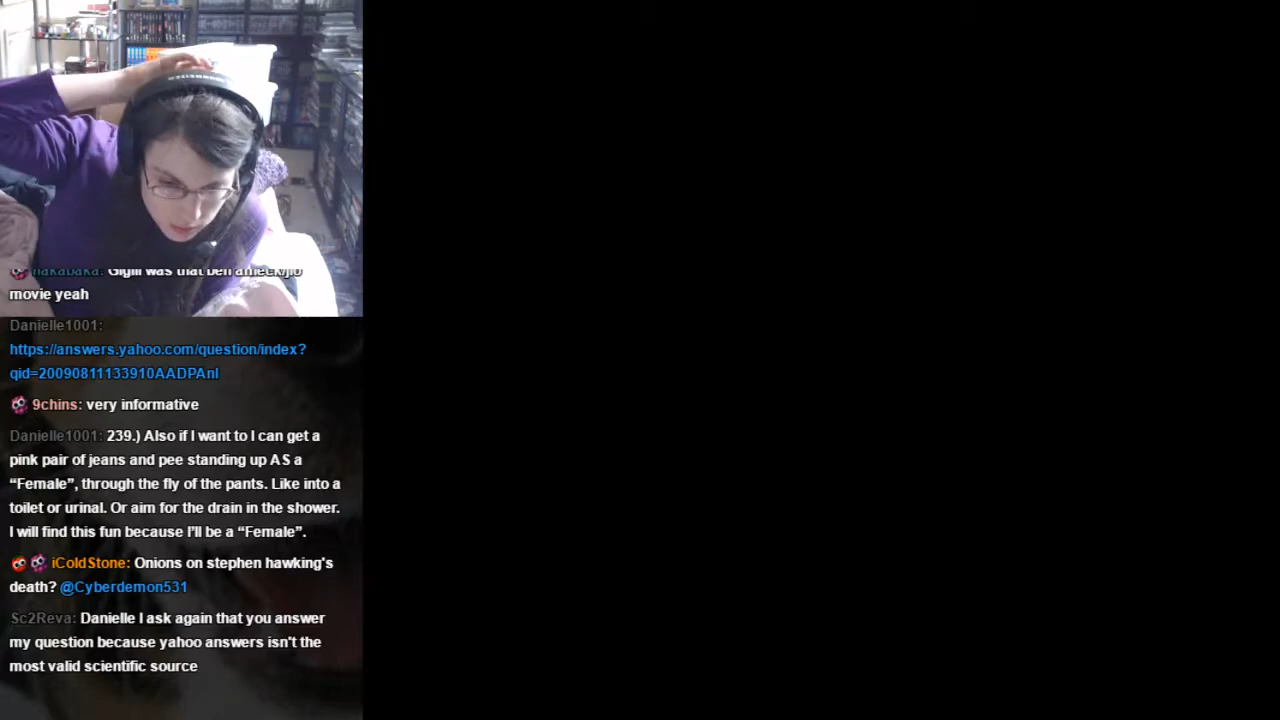 movie yeah
Danielle1001:
https://answers.yahoo.com/question/index?
qid=20090811133910AADPAnI
9chins: very informative
Danielle1001: 239.) Also if I want to I can get a
pink pair of jeans and pee standing up AS a
“Female”, through the fly of the pants. Like into a
toilet or urinal. Or aim for the drain in the shower.
I will find this fun because I’ll be a “Female”.
iColdStone: Onions on stephen hawking's
death? @Cyberdemon531
Sc2Reva: Danielle I ask again that you answer
my question because yahoo answers isn't the
most valid scientific source